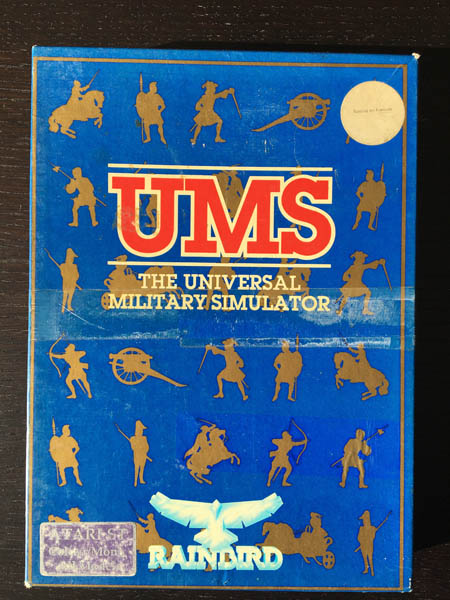 UMS
THE UNIVERSAL
MILITARY SIMULATOR
RAINBIRD
ATARI ST